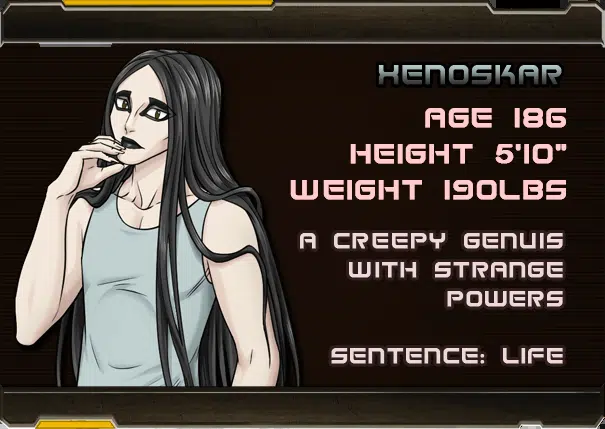 XENOSKAR
AGE 186
HEIGHT 5'10"
WEIGHT 190LBS
A CREEPY GENUIS
WITH STRANGE
POWERS
SENTENCE: LIFE